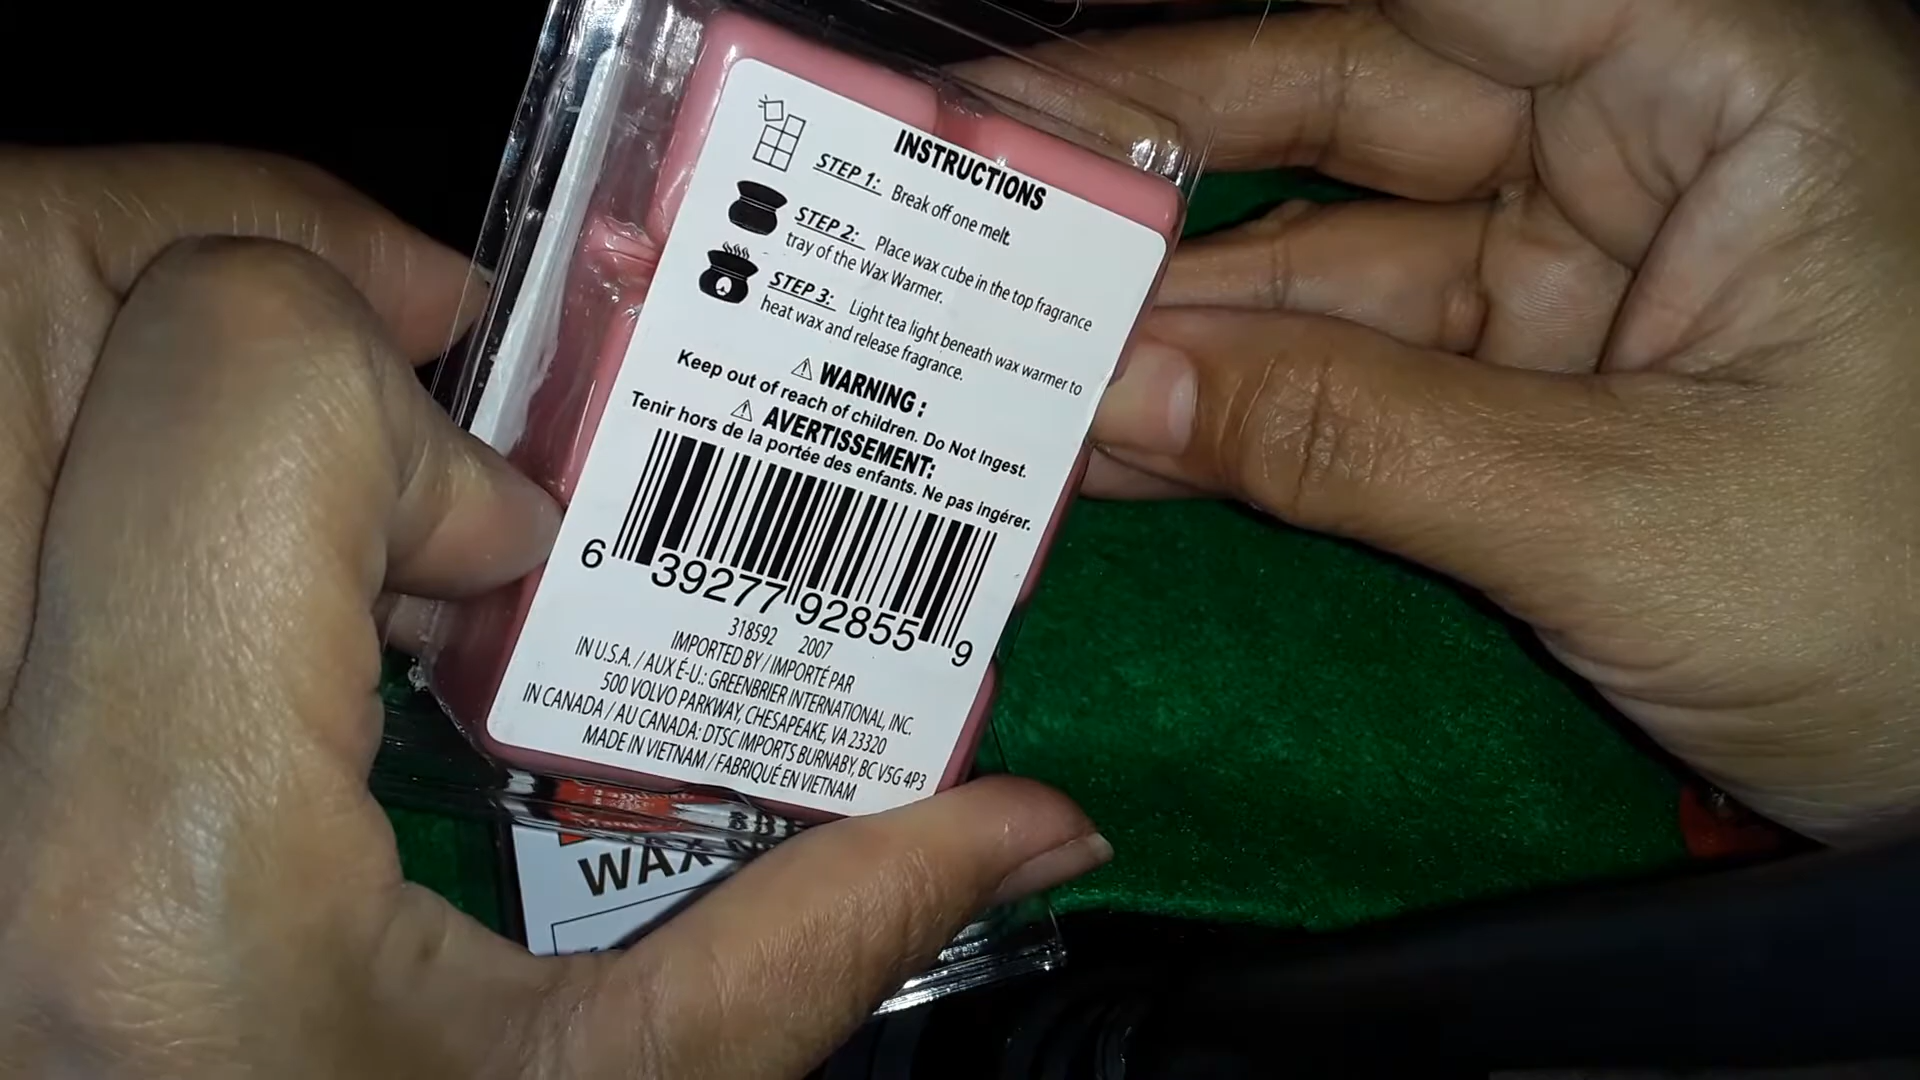 INSTRUCTIONS
STEP 1: Break off one melt.
STEP 2: Place wax cube in the top fragrance
tray of the Wax Warmer.
STEP 3: Light tea light beneath wax warmer to
heat wax and release fragrance.
⚠ WARNING:
Keep out of reach of children. Do Not Ingest.
⚠ AVERTISSEMENT:
Tenir hors de la portée des enfants. Ne pas ingérer.
6 39277 92855 9
318592 2007
IMPORTED BY / IMPORTÉ PAR
IN U.S.A. / AUX É-U.: GREENBRIER INTERNATIONAL, INC.
500 VOLVO PARKWAY, CHESAPEAKE, VA 23320
IN CANADA / AU CANADA: DTSC IMPORTS BURNABY, BC V5G 4P3
MADE IN VIETNAM / FABRIQUÉ EN VIETNAM
WAX